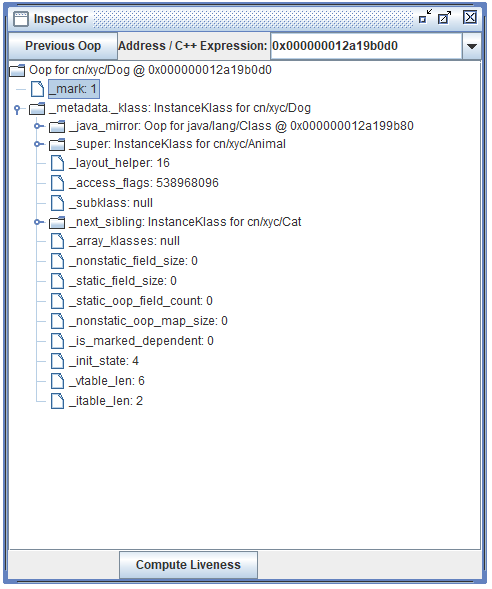 Inspector
Previous Oop Address / C++ Expression: 0x000000012a19b0d0
Oop for cn/xyc/Dog @ 0x000000012a19b0d0
_mark: 1
_metadata._klass: InstanceKlass for cn/xyc/Dog
_java_mirror: Oop for java/lang/Class @ 0x000000012a199b80
_super: InstanceKlass for cn/xyc/Animal
_layout_helper: 16
_access_flags: 538968096
_subklass: null
_next_sibling: InstanceKlass for cn/xyc/Cat
_array_klasses: null
_nonstatic_field_size: 0
_static_field_size: 0
_static_oop_field_count: 0
_nonstatic_oop_map_size: 0
_is_marked_dependent: 0
_init_state: 4
_vtable_len: 6
_itable_len: 2
Compute Liveness